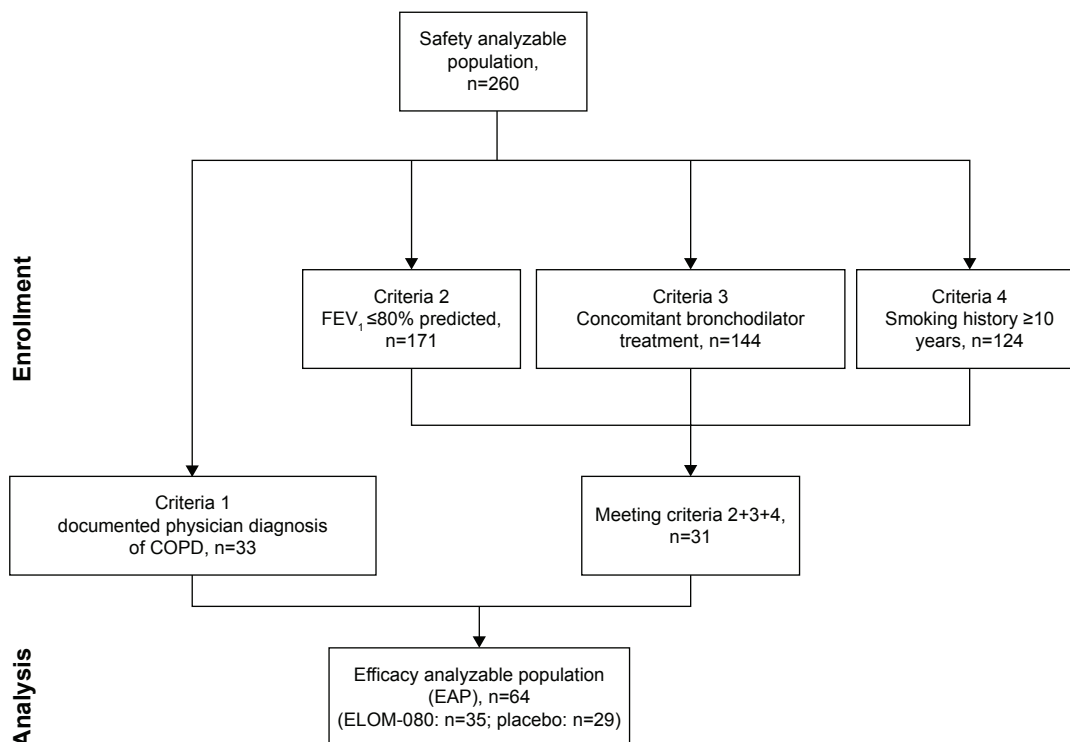 Safety analyzable
population,
n=260
Enrollment
Criteria 2
FEV1 ≤80% predicted,
n=171
Criteria 3
Concomitant bronchodilator
treatment, n=144
Criteria 4
Smoking history ≥10
years, n=124
Criteria 1
documented physician diagnosis
of COPD, n=33
Meeting criteria 2+3+4,
n=31
Analysis
Efficacy analyzable population
(EAP), n=64
(ELOM-080: n=35; placebo: n=29)